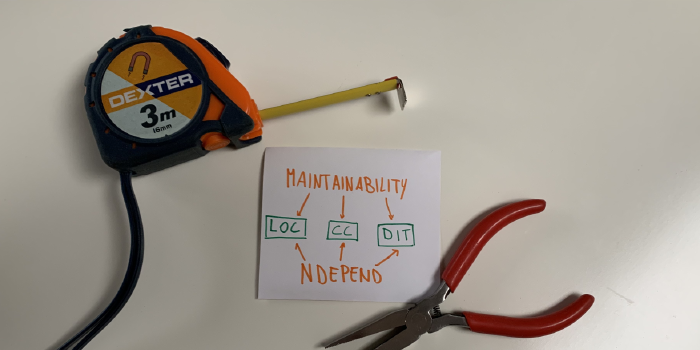 DEXTER
3m
16mm
MAINTAINABILITY
LOC CC DIT
NDEPEND